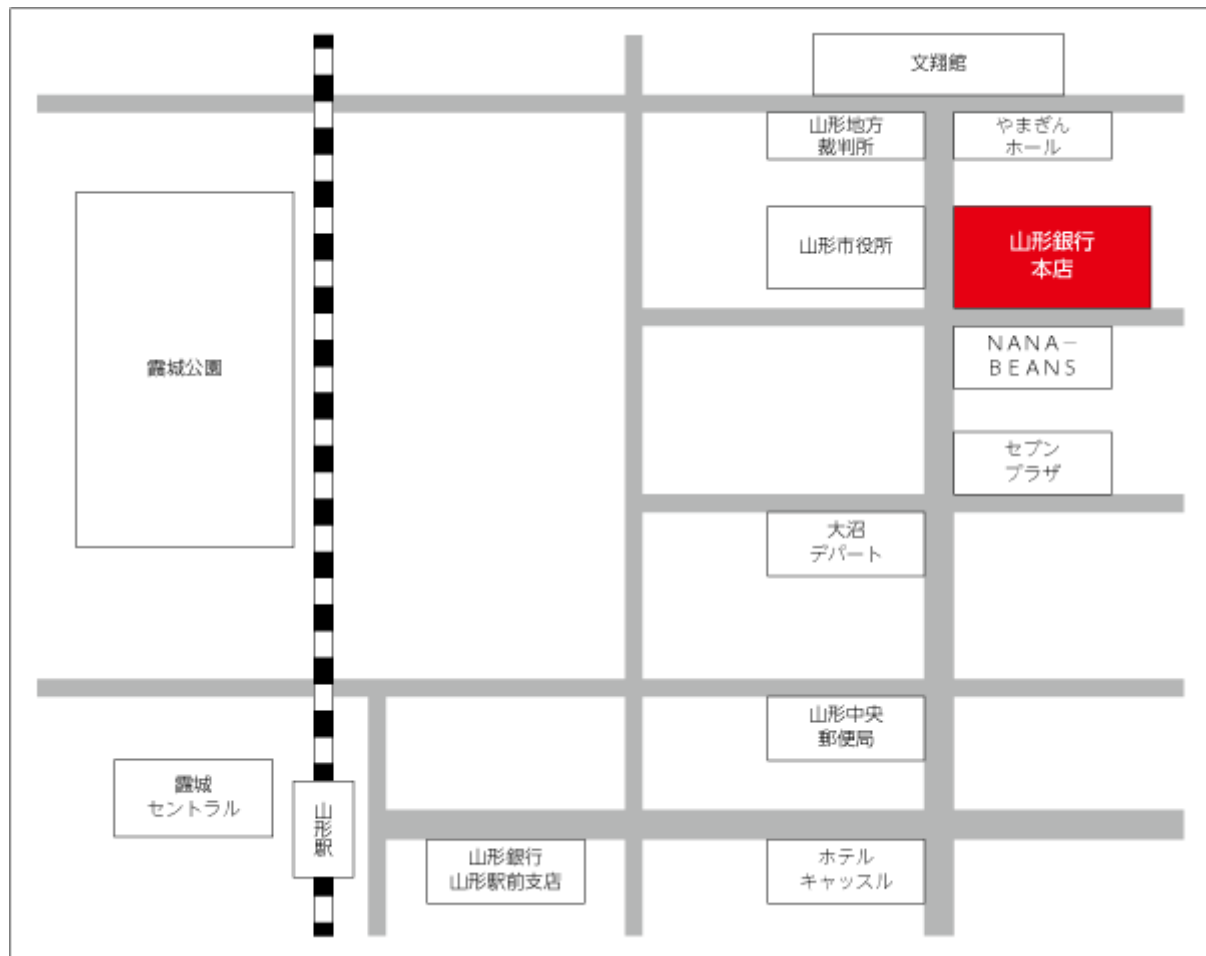 文翔館
山形地方
裁判所
やまぎん
ホール
山形市役所
山形銀行
本店
霞城公園
NANA−
BEANS
セブン
プラザ
大沼
デパート
山形中央
郵便局
霞城
セントラル
山形駅
山形銀行
山形駅前支店
ホテル
キャッスル